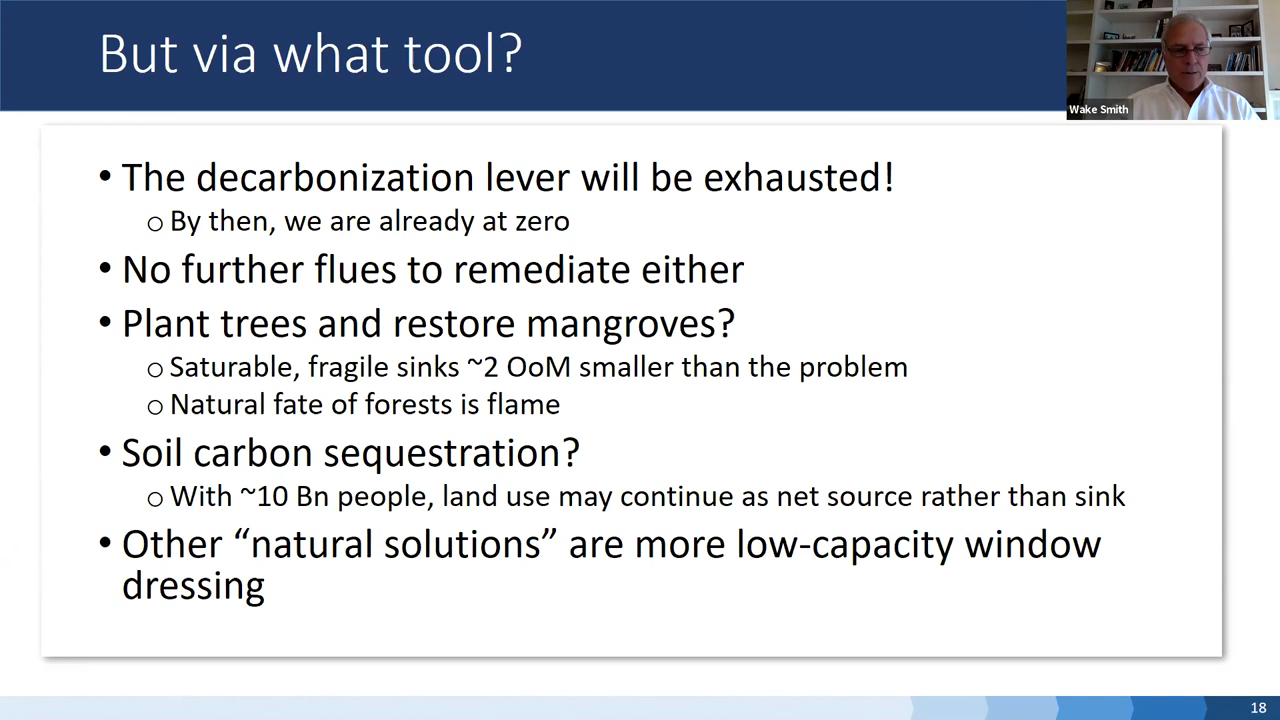 But via what tool?
Wake Smith
• The decarbonization lever will be exhausted!
o By then, we are already at zero
• No further flues to remediate either
• Plant trees and restore mangroves?
o Saturable, fragile sinks ~2 OoM smaller than the problem
o Natural fate of forests is flame
• Soil carbon sequestration?
o With ~10 Bn people, land use may continue as net source rather than sink
• Other “natural solutions” are more low-capacity window
dressing
18